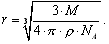 r = ∛(3 · M / (4 · π · ρ · N_A)).